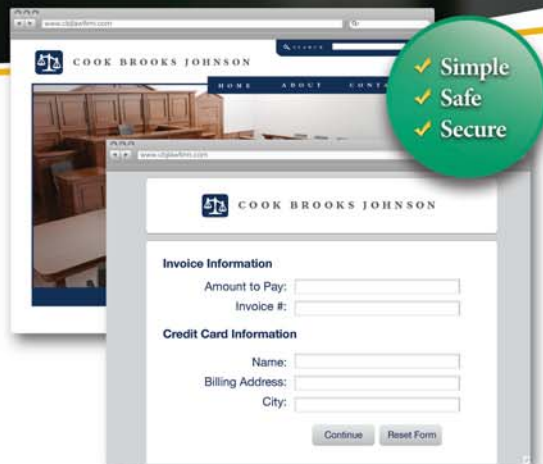 www.cbjlawfirm.com
SEARCH
COOK BROOKS JOHNSON
HOME ABOUT
Simple
Safe
Secure
www.cbjlawfirm.com
COOK BROOKS JOHNSON
Invoice Information
Amount to Pay:
Invoice #:
Credit Card Information
Name:
Billing Address:
City:
Continue Reset Form